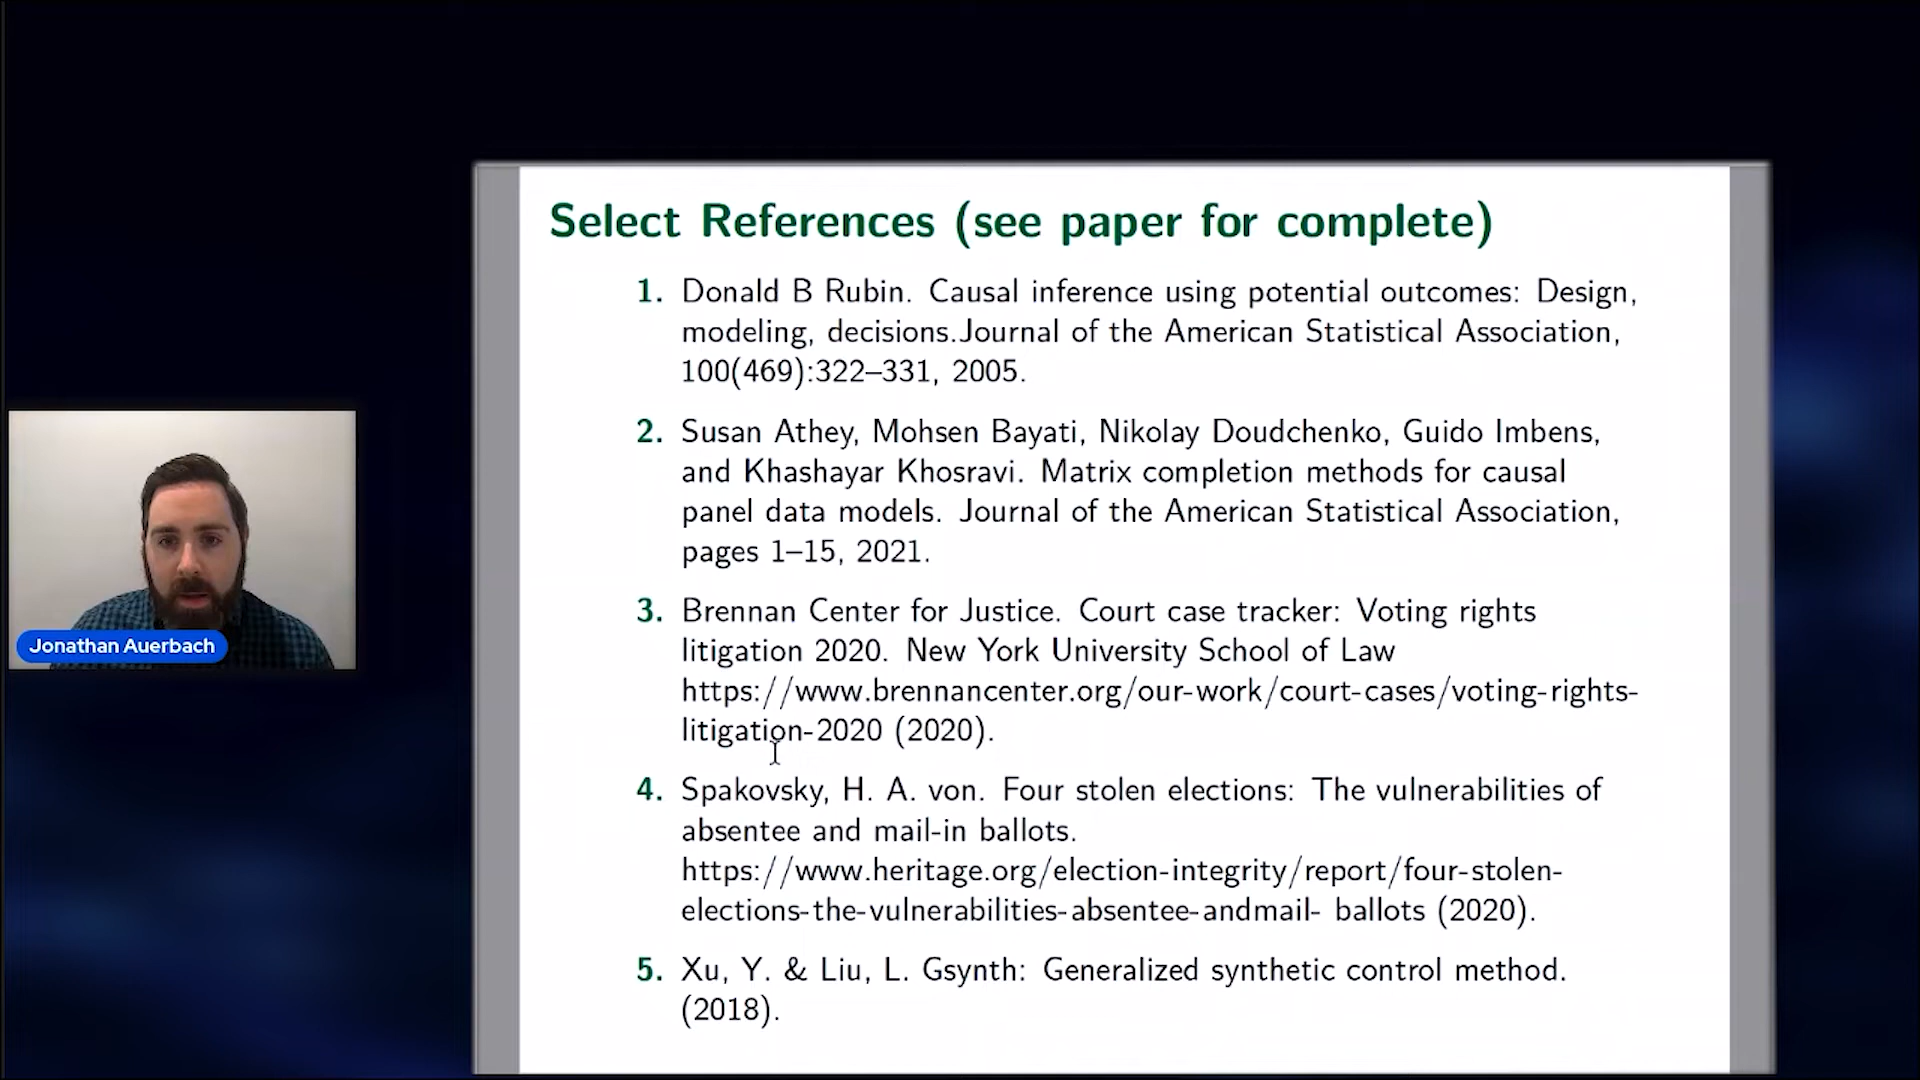 Select References (see paper for complete)
1. Donald B Rubin. Causal inference using potential outcomes: Design,
modeling, decisions.Journal of the American Statistical Association,
100(469):322–331, 2005.
2. Susan Athey, Mohsen Bayati, Nikolay Doudchenko, Guido Imbens,
and Khashayar Khosravi. Matrix completion methods for causal
panel data models. Journal of the American Statistical Association,
pages 1–15, 2021.
3. Brennan Center for Justice. Court case tracker: Voting rights
litigation 2020. New York University School of Law
https://www.brennancenter.org/our-work/court-cases/voting-rights-
litigation-2020 (2020).
4. Spakovsky, H. A. von. Four stolen elections: The vulnerabilities of
absentee and mail-in ballots.
https://www.heritage.org/election-integrity/report/four-stolen-
elections-the-vulnerabilities-absentee-andmail- ballots (2020).
5. Xu, Y. & Liu, L. Gsynth: Generalized synthetic control method.
(2018).
Jonathan Auerbach